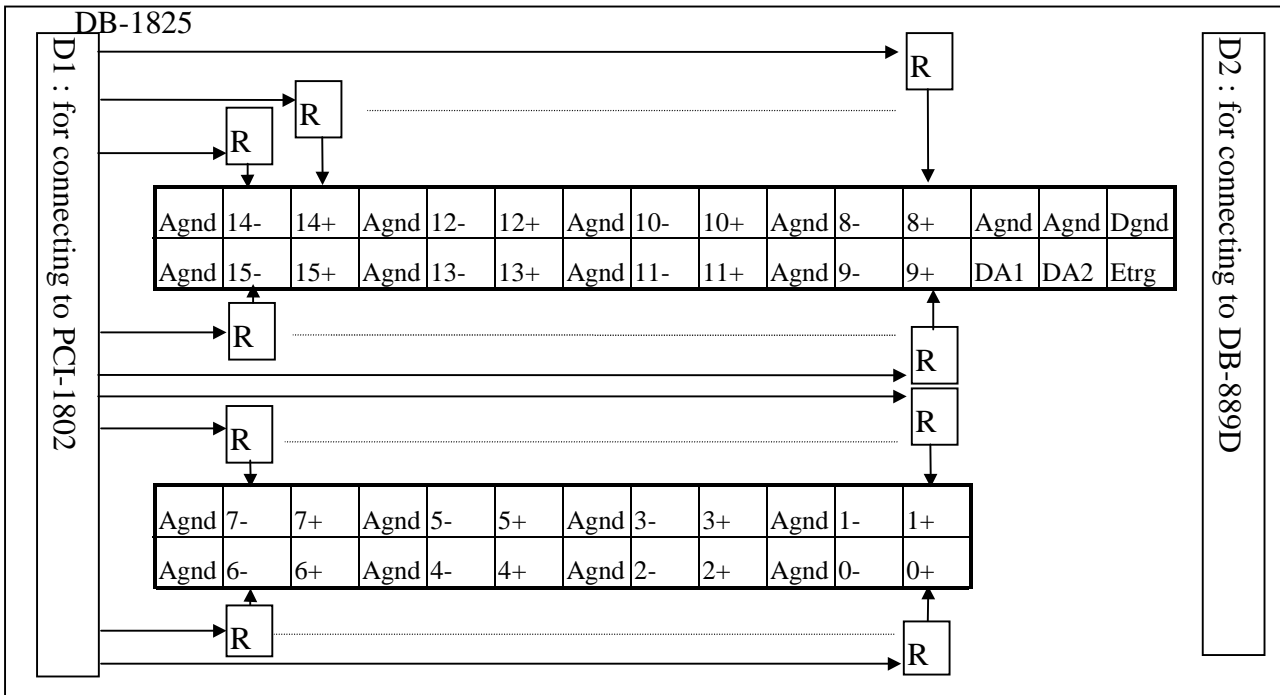 DB-1825
D1 : for connecting to PCI-1802
D2 : for connecting to DB-889D
R
R
R
Agnd 14- 14+ Agnd 12- 12+ Agnd 10- 10+ Agnd 8- 8+ Agnd Agnd Dgnd
Agnd 15- 15+ Agnd 13- 13+ Agnd 11- 11+ Agnd 9- 9+ DA1 DA2 Etrg
R
R
R
R
Agnd 7- 7+ Agnd 5- 5+ Agnd 3- 3+ Agnd 1- 1+
Agnd 6- 6+ Agnd 4- 4+ Agnd 2- 2+ Agnd 0- 0+
R
R